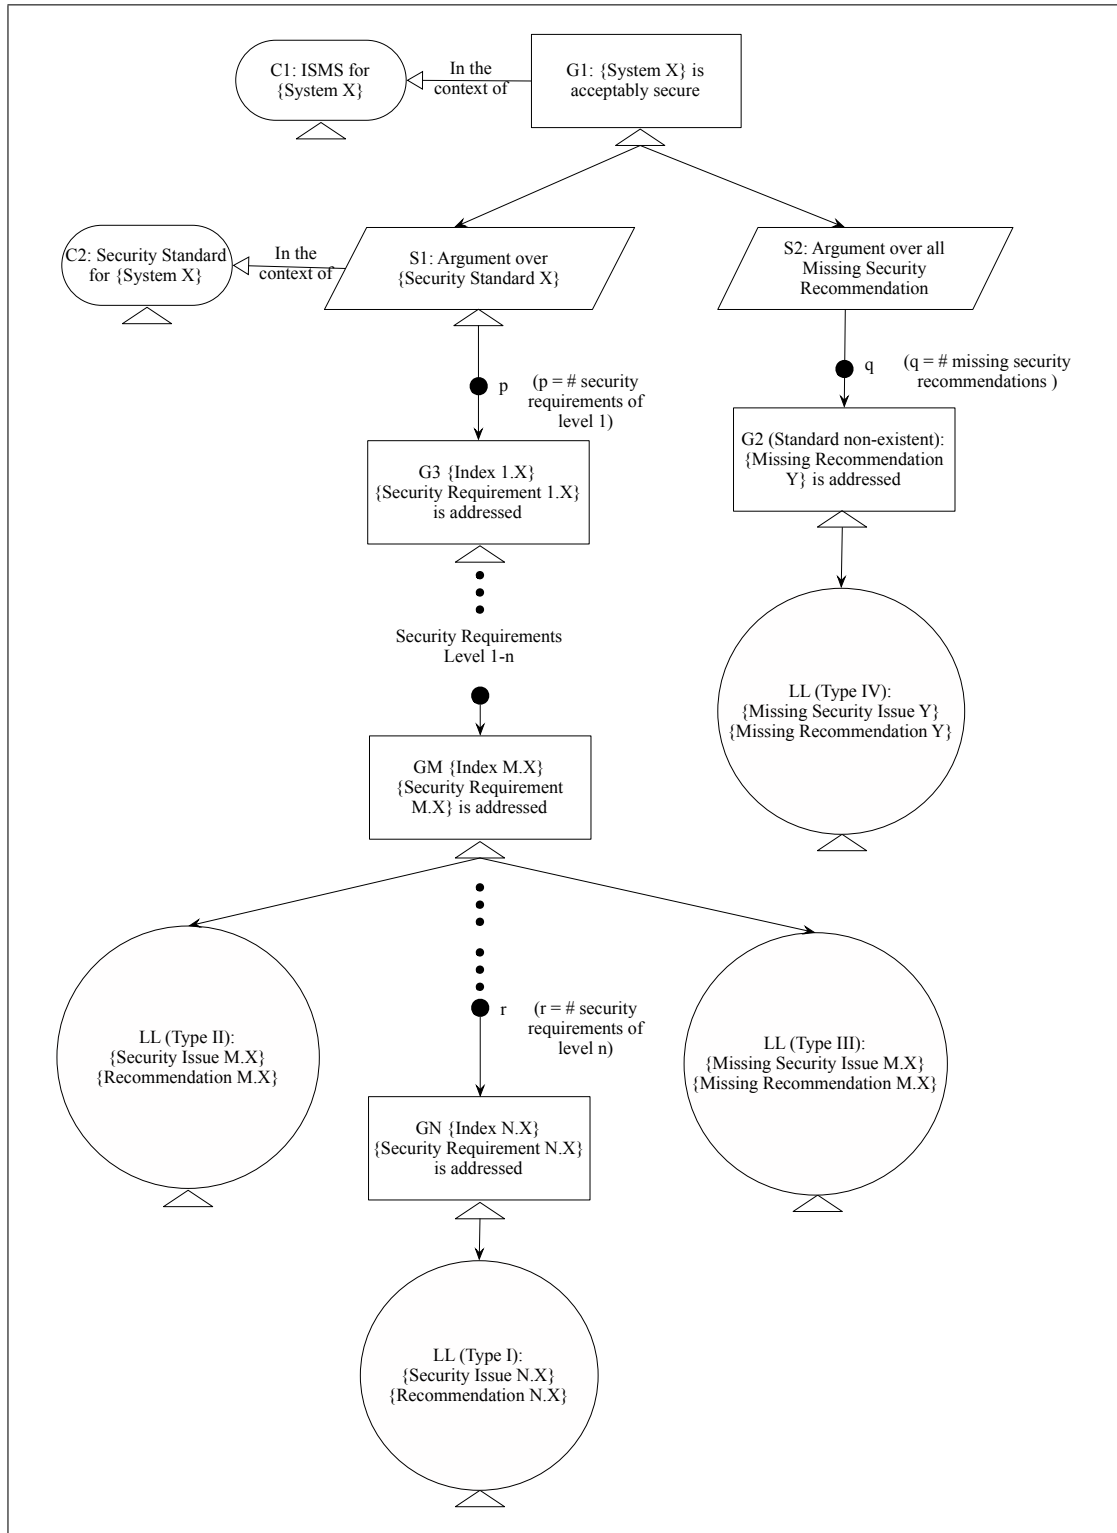 C1: ISMS for
{System X}
In the
context of
G1: {System X} is
acceptably secure
C2: Security Standard
for {System X}
In the
context of
S1: Argument over
{Security Standard X}
S2: Argument over all
Missing Security
Recommendation
p
(p = # security
requirements of
level 1)
q
(q = # missing security
recommendations )
G3 {Index 1.X}
{Security Requirement 1.X}
is addressed
G2 (Standard non-existent):
{Missing Recommendation
Y} is addressed
Security Requirements
Level 1-n
LL (Type IV):
{Missing Security Issue Y}
{Missing Recommendation Y}
GM {Index M.X}
{Security Requirement
M.X} is addressed
LL (Type II):
{Security Issue M.X}
{Recommendation M.X}
r
(r = # security
requirements of
level n)
LL (Type III):
{Missing Security Issue M.X}
{Missing Recommendation M.X}
GN {Index N.X}
{Security Requirement N.X}
is addressed
LL (Type I):
{Security Issue N.X}
{Recommendation N.X}